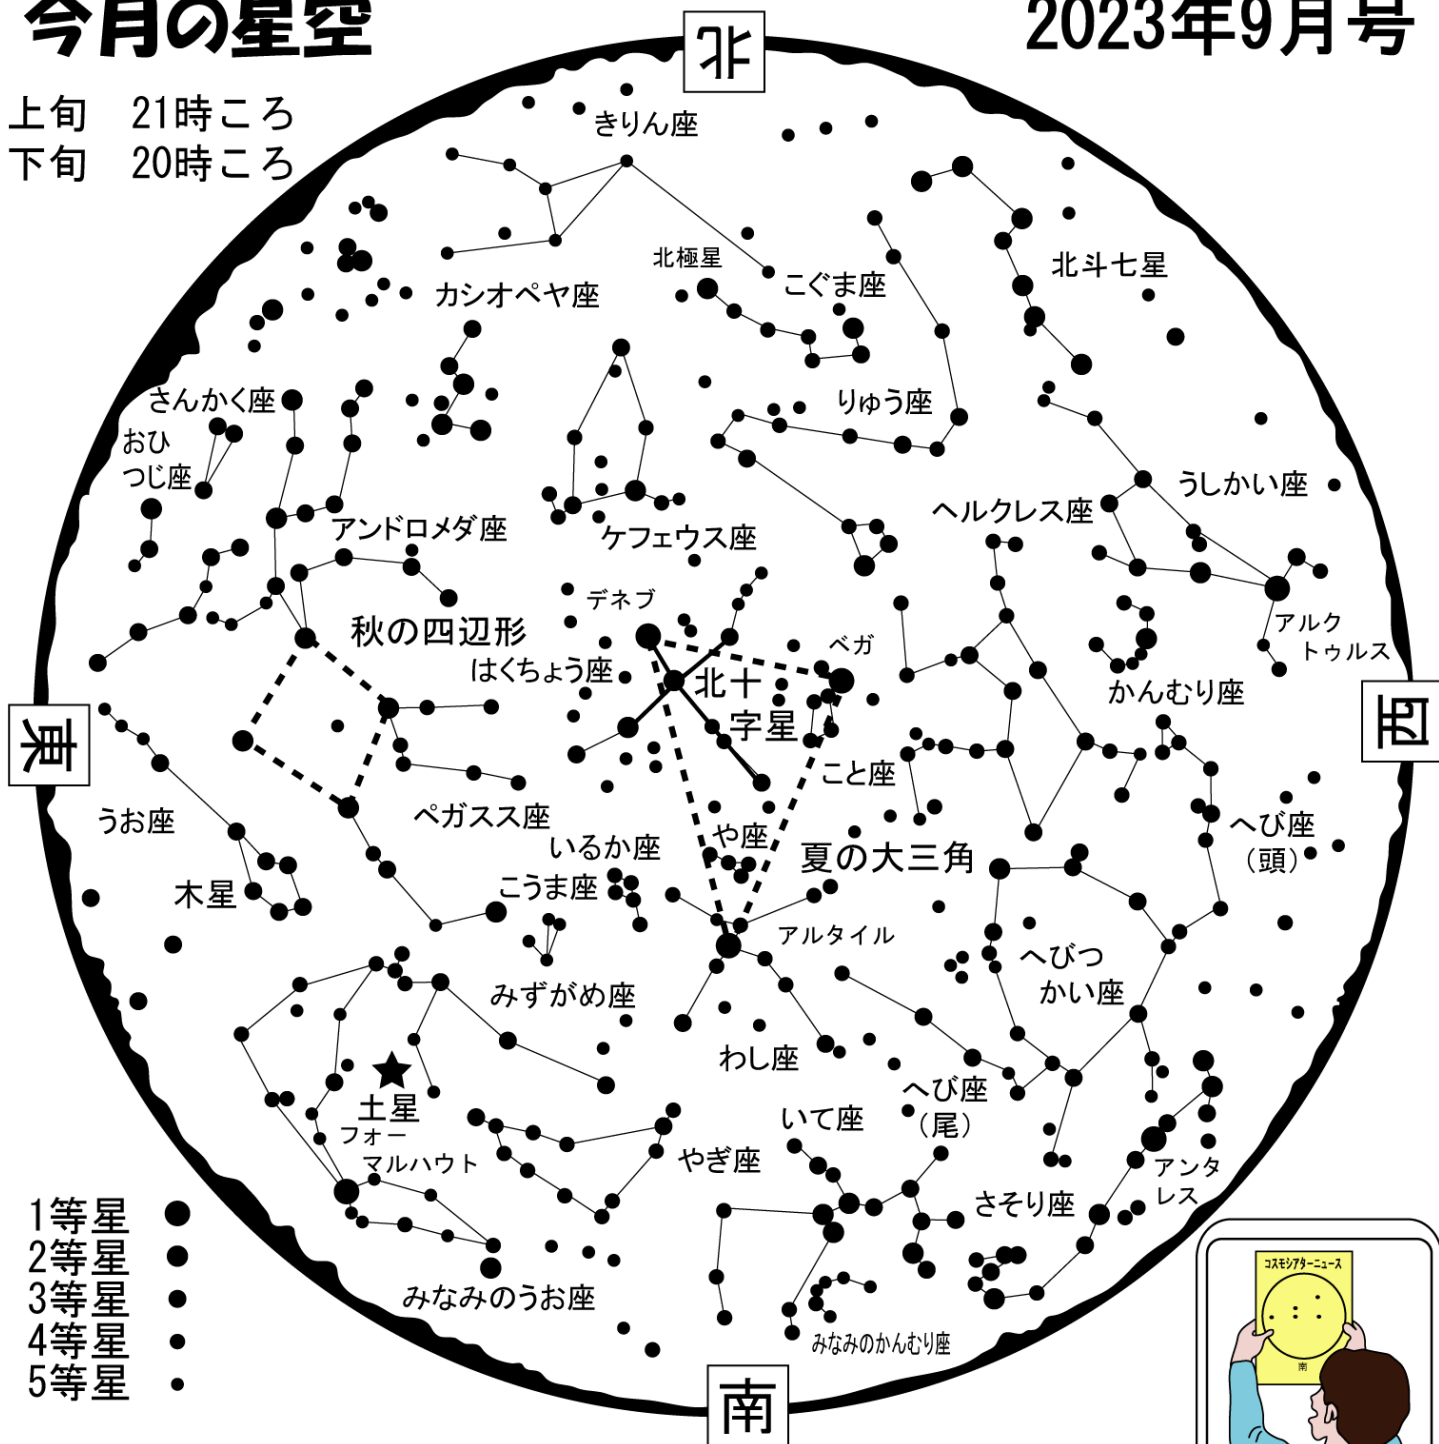 今月の星空
2023年9月号
上旬　21時ころ
下旬　20時ころ
北
きりん座
北極星
こぐま座
北斗七星
カシオペヤ座
さんかく座
おひ
つじ座
りゅう座
うしかい座
アンドロメダ座
ケフェウス座
ヘルクレス座
デネブ
アルク
トゥルス
秋の四辺形
はくちょう座
北十
字星
ベガ
かんむり座
東
西
こと座
うお座
ペガスス座
いるか座
や座
夏の大三角
へび座
（頭）
木星
こうま座
アルタイル
みずがめ座
へびつ
かい座
わし座
土星
フォー
マルハウト
へび座
（尾）
いて座
やぎ座
アンタ
レス
さそり座
みなみのうお座
みなみのかんむり座
1等星
2等星
3等星
4等星
5等星
南
コスモシアターニュース
南